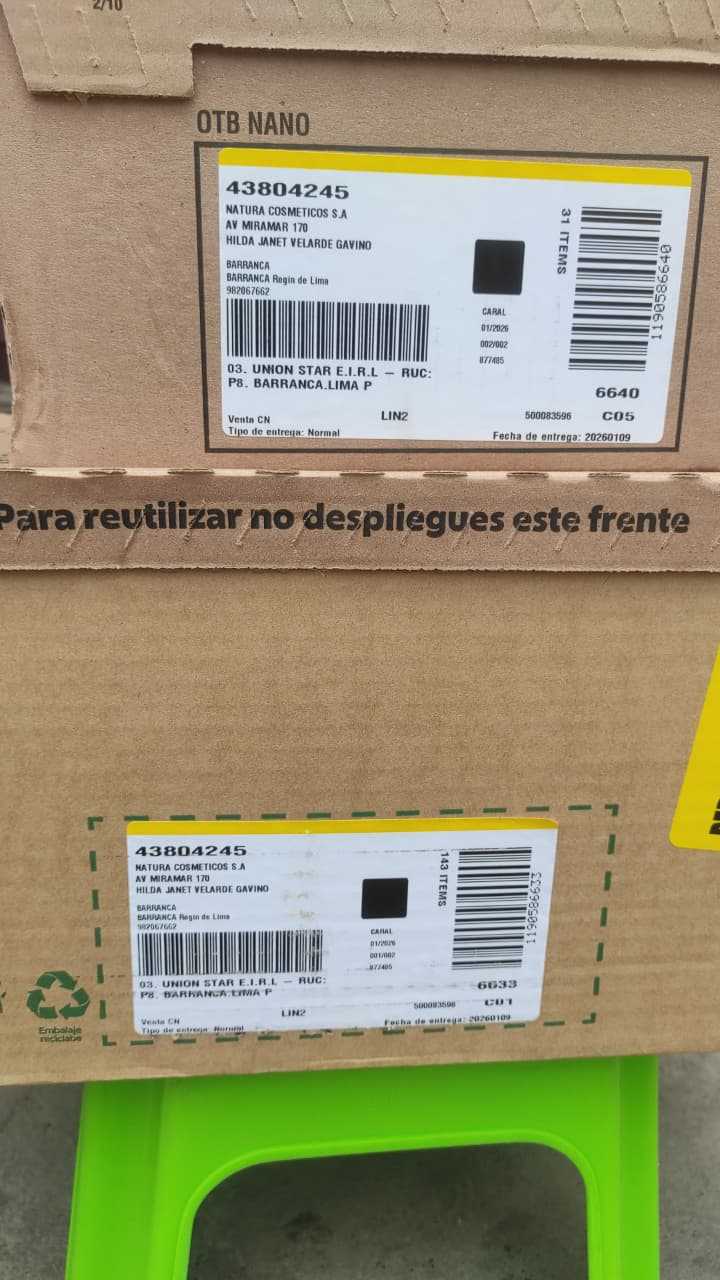 2/10
OTB NANO
43804245
NATURA COSMETICOS S.A
AV MIRAMAR 170
HILDA JANET VELARDE GAVINO
BARRANCA
BARRANCA Regin de Lima
982067662
31 ITEMS
1190586640
CARAL
01/2026
002/002
877485
03. UNION STAR E.I.R.L – RUC:
P8. BARRANCA.LIMA P
6640
Venta CN LIN2 500083596 C05
Tipo de entrega: Normal Fecha de entrega: 20260109
Para reutilizar no despliegues este frente
43804245
NATURA COSMETICOS S.A
AV MIRAMAR 170
HILDA JANET VELARDE GAVINO
BARRANCA
BARRANCA Regin de Lima
982067662
143 ITEMS
1190586633
CARAL
01/2026
001/002
877485
03. UNION STAR E.I.R.L – RUC:
P8. BARRANCA.LIMA P
6633
Venta CN LIN2 500083596 C01
Tipo de entrega: Normal Fecha de entrega: 20260109
Embalaje
reciclable